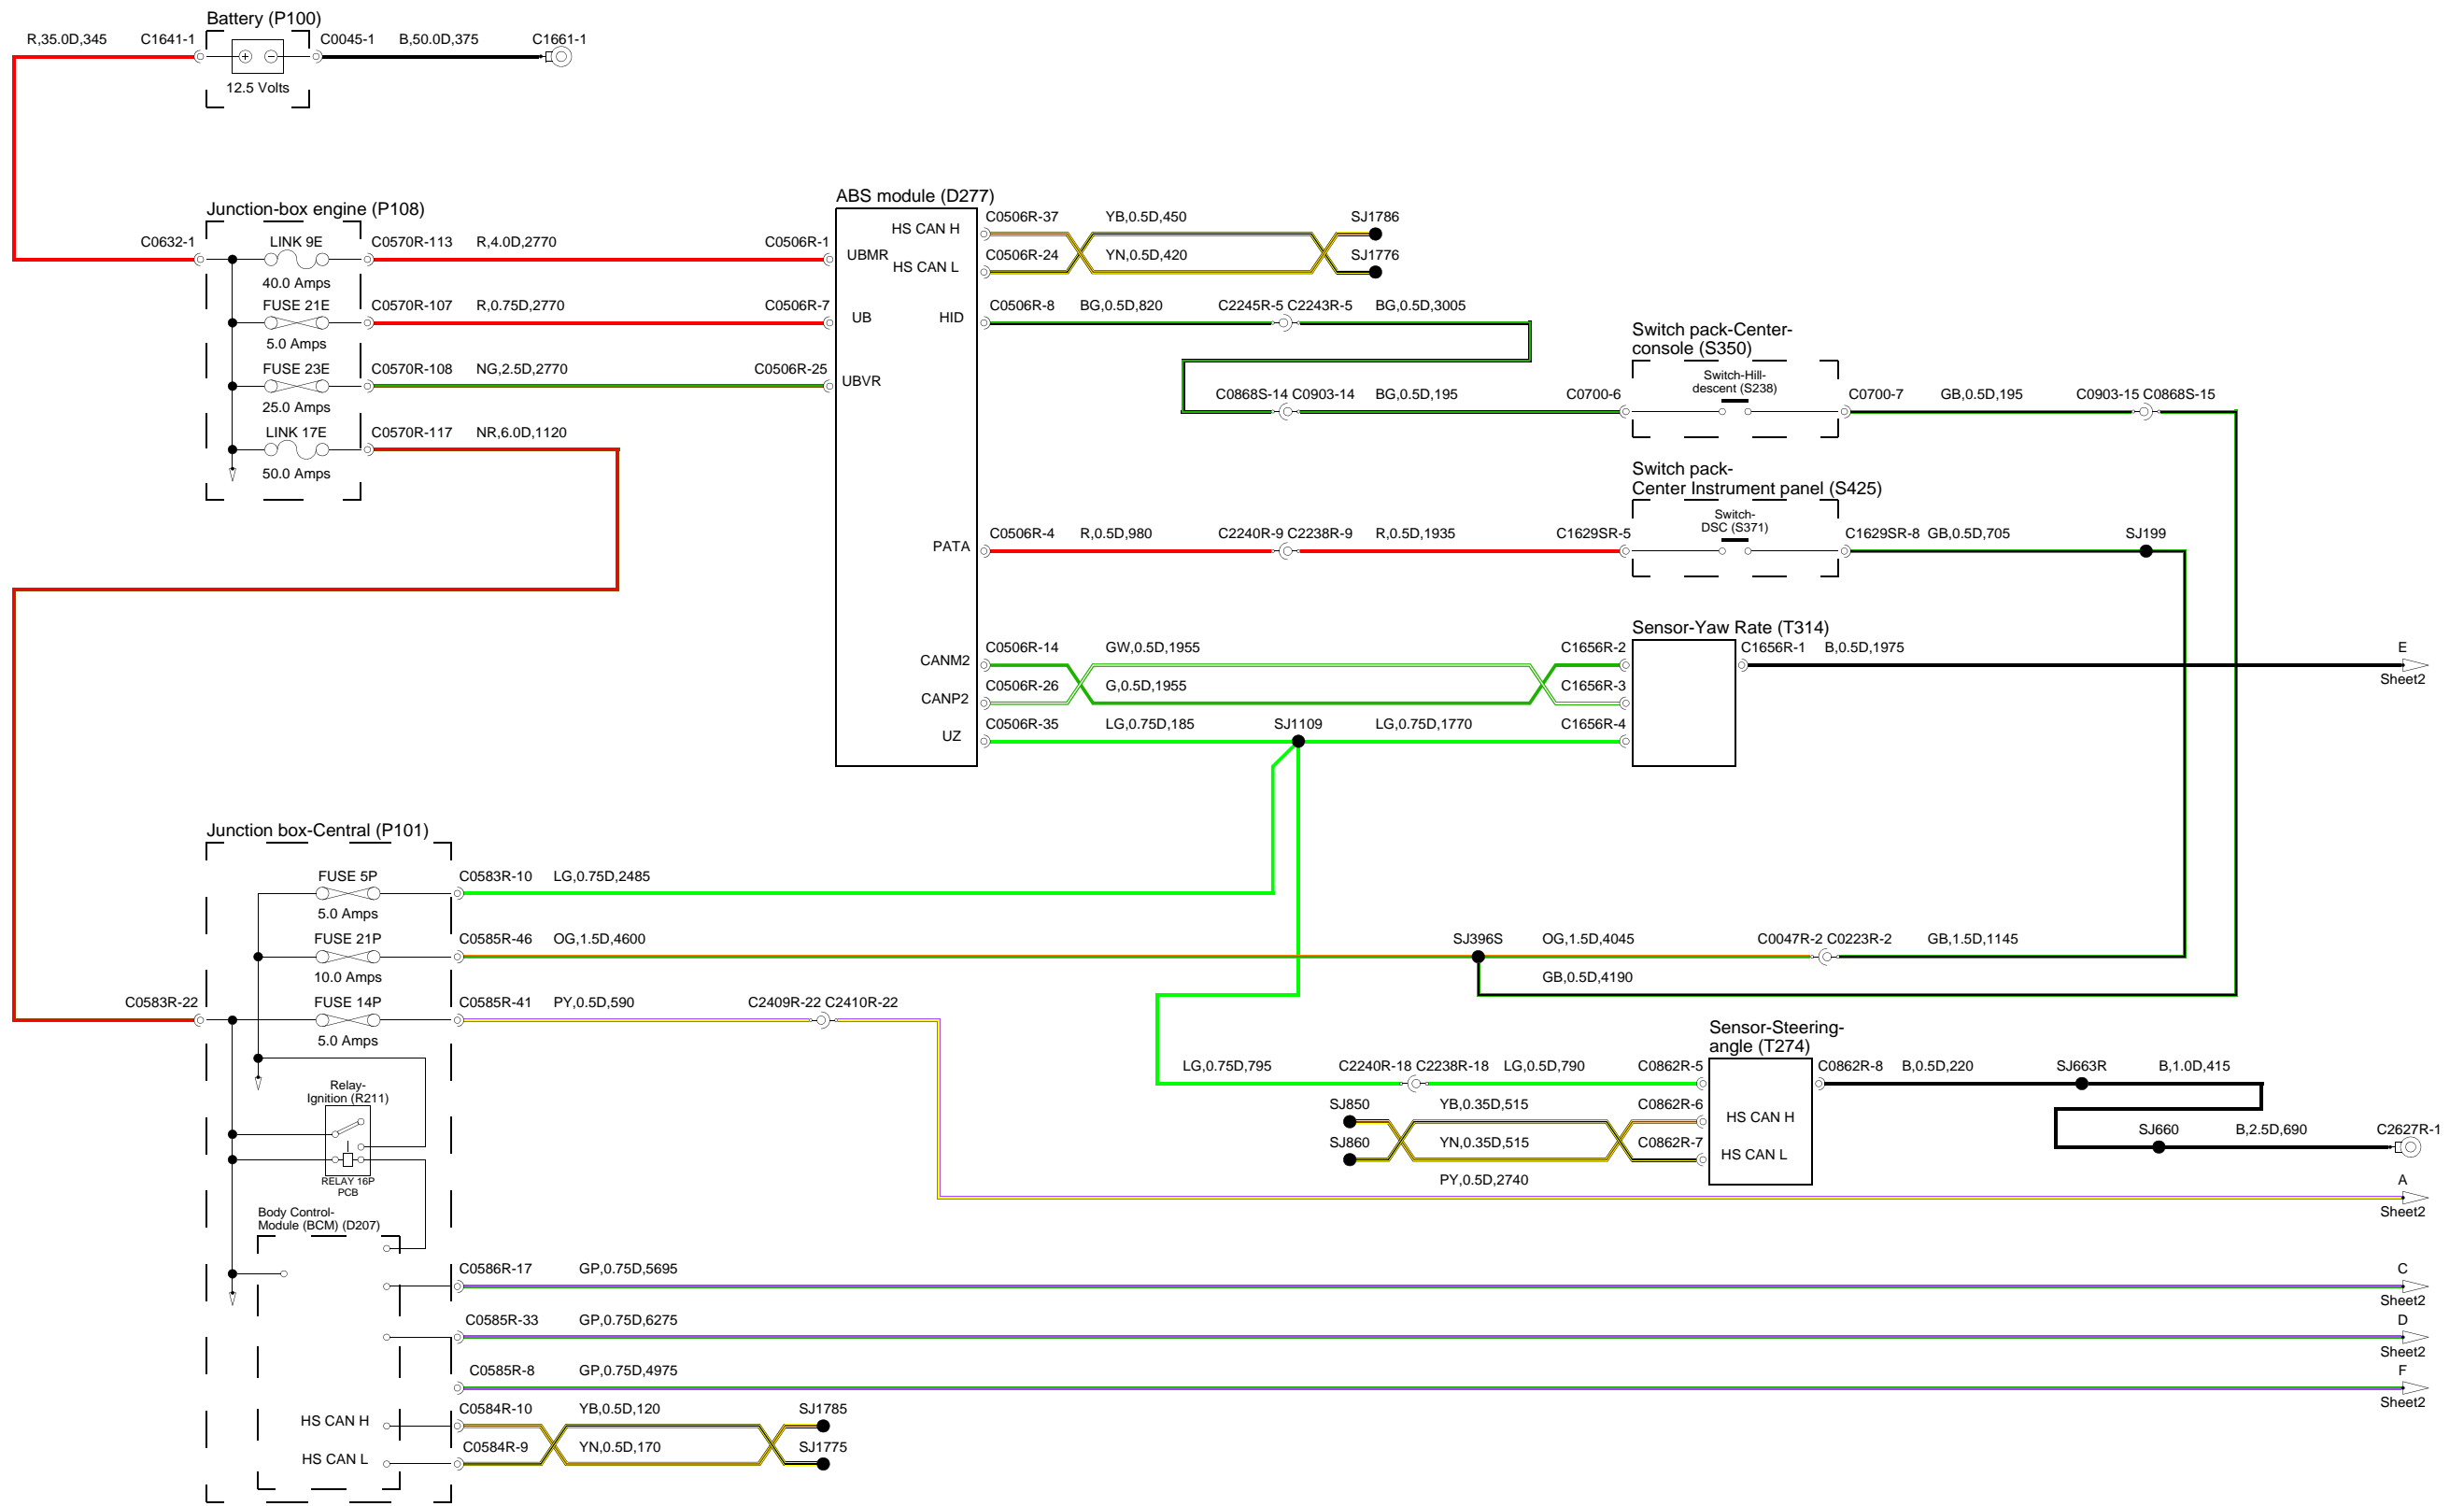 Battery (P100)
R,35.0D,345 C1641-1 C0045-1 B,50.0D,375 C1661-1
12.5 Volts
Junction-box engine (P108)
C0632-1 LINK 9E C0570R-113 R,4.0D,2770 C0506R-1
40.0 Amps
FUSE 21E C0570R-107 R,0.75D,2770 C0506R-7
5.0 Amps
FUSE 23E C0570R-108 NG,2.5D,2770 C0506R-25
25.0 Amps
LINK 17E C0570R-117 NR,6.0D,1120
50.0 Amps
ABS module (D277)
UBMR
UB
UBVR
HS CAN H C0506R-37 YB,0.5D,450 SJ1786
HS CAN L C0506R-24 YN,0.5D,420 SJ1776
HID C0506R-8 BG,0.5D,820 C2245R-5 C2243R-5 BG,0.5D,3005
Switch pack-Center-
console (S350)
Switch-Hill-
descent (S238)
C0868S-14 C0903-14 BG,0.5D,195 C0700-6 C0700-7 GB,0.5D,195 C0903-15 C0868S-15
Switch pack-
Center Instrument panel (S425)
Switch-
DSC (S371)
PATA C0506R-4 R,0.5D,980 C2240R-9 C2238R-9 R,0.5D,1935 C1629SR-5 C1629SR-8 GB,0.5D,705 SJ199
Sensor-Yaw Rate (T314)
CANM2 C0506R-14 GW,0.5D,1955 C1656R-2 C1656R-1 B,0.5D,1975 E
Sheet2
CANP2 C0506R-26 G,0.5D,1955 C1656R-3
UZ C0506R-35 LG,0.75D,185 SJ1109 LG,0.75D,1770 C1656R-4
Junction box-Central (P101)
FUSE 5P C0583R-10 LG,0.75D,2485
5.0 Amps
FUSE 21P C0585R-46 OG,1.5D,4600 SJ396S OG,1.5D,4045 C0047R-2 C0223R-2 GB,1.5D,1145
10.0 Amps
GB,0.5D,4190
C0583R-22 FUSE 14P C0585R-41 PY,0.5D,590 C2409R-22 C2410R-22
5.0 Amps
Sensor-Steering-
angle (T274)
LG,0.75D,795 C2240R-18 C2238R-18 LG,0.5D,790 C0862R-5 C0862R-8 B,0.5D,220 SJ663R B,1.0D,415
Relay-
Ignition (R211)
SJ850 YB,0.35D,515 C0862R-6 HS CAN H
SJ860 YN,0.35D,515 C0862R-7 HS CAN L SJ660 B,2.5D,690 C2627R-1
RELAY 16P
PCB
PY,0.5D,2740 A
Sheet2
Body Control-
Module (BCM) (D207)
C0586R-17 GP,0.75D,5695 C
Sheet2
C0585R-33 GP,0.75D,6275 D
Sheet2
C0585R-8 GP,0.75D,4975 F
Sheet2
HS CAN H C0584R-10 YB,0.5D,120 SJ1785
HS CAN L C0584R-9 YN,0.5D,170 SJ1775